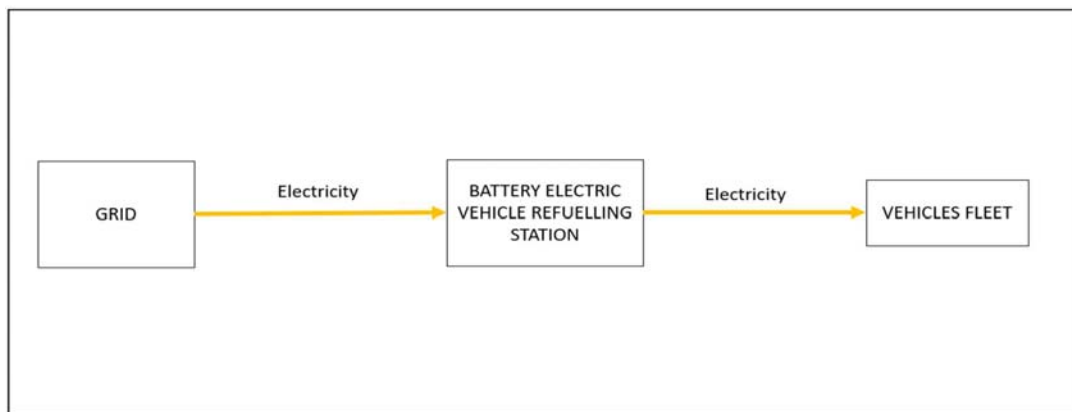 GRID
Electricity
BATTERY ELECTRIC
VEHICLE REFUELLING
STATION
Electricity
VEHICLES FLEET